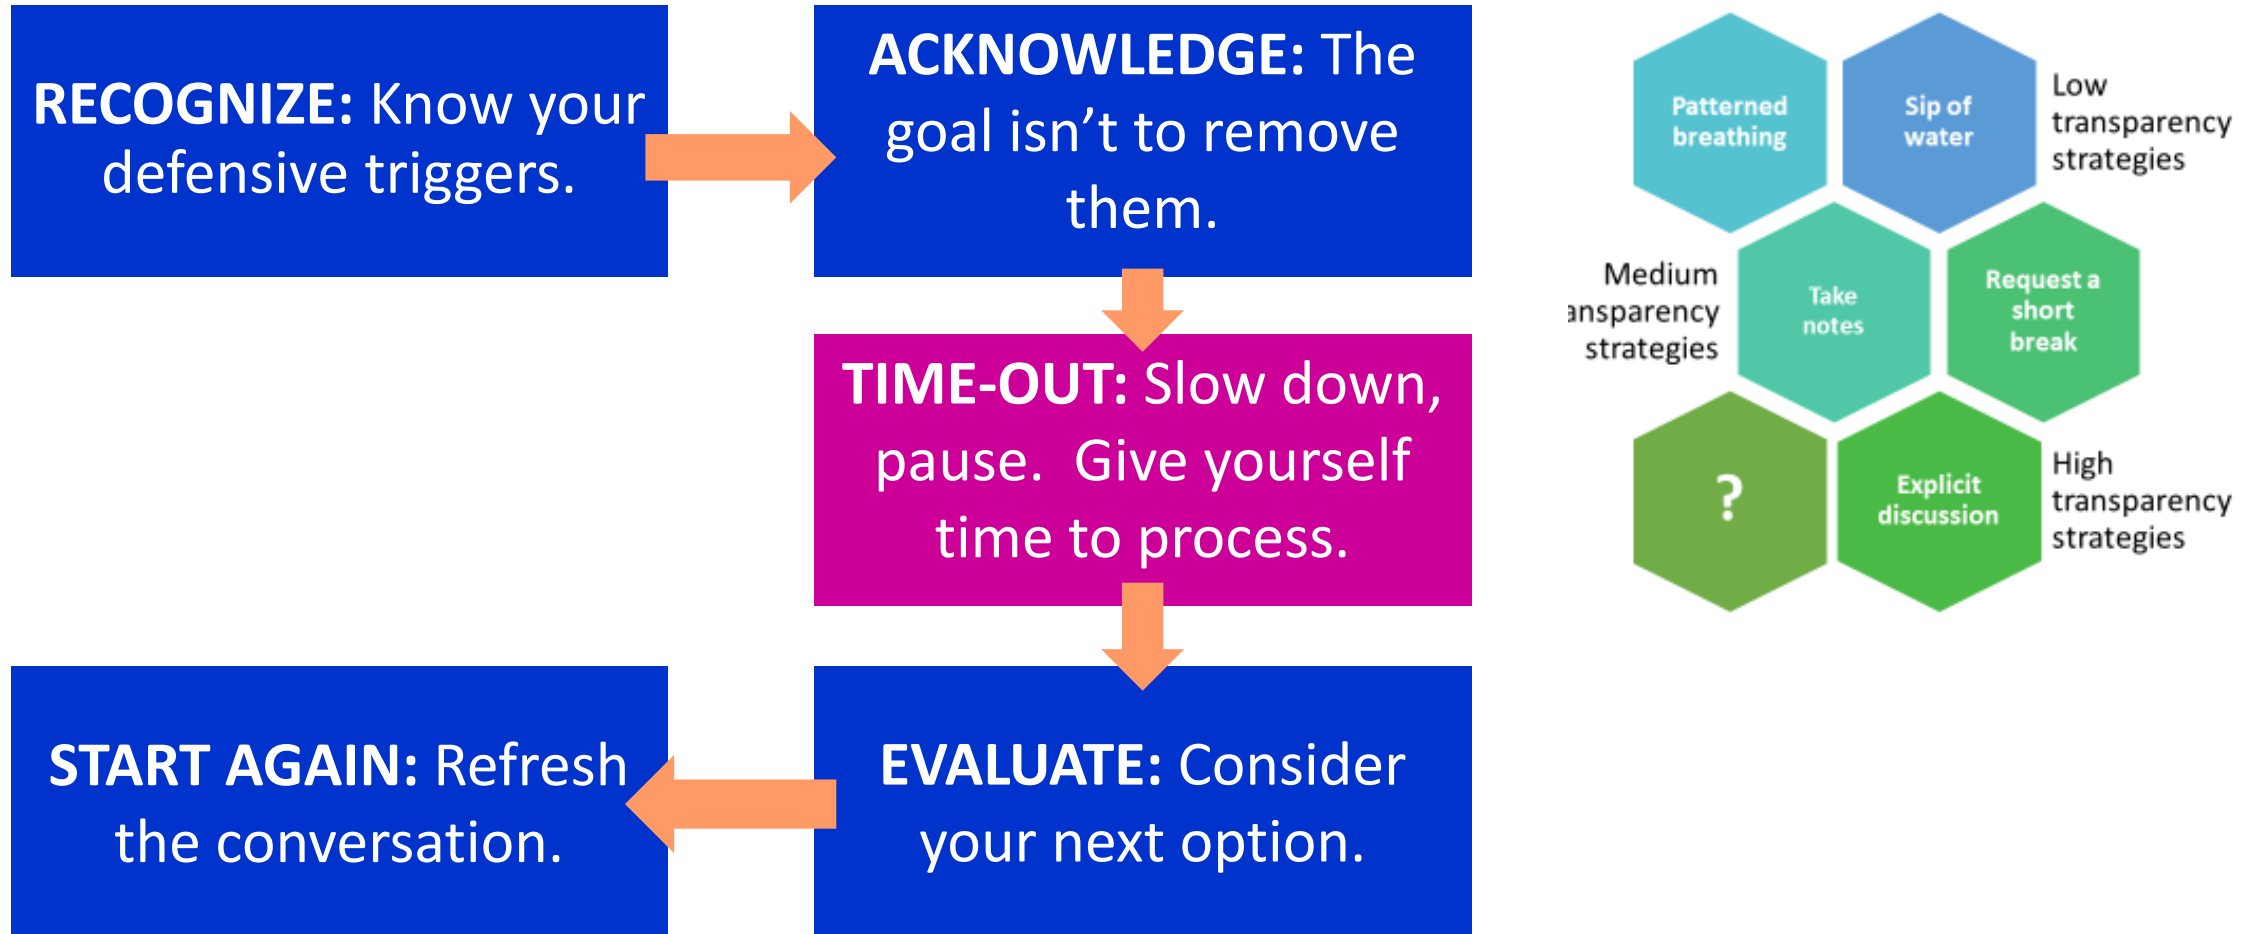 RECOGNIZE: Know your
defensive triggers.
ACKNOWLEDGE: The
goal isn’t to remove
them.
TIME-OUT: Slow down,
pause.  Give yourself
time to process.
EVALUATE: Consider
your next option.
START AGAIN: Refresh
the conversation.
Patterned
breathing
Sip of
water
Low
transparency
strategies
Medium
ansparency
strategies
Take
notes
Request a
short
break
?
Explicit
discussion
High
transparency
strategies